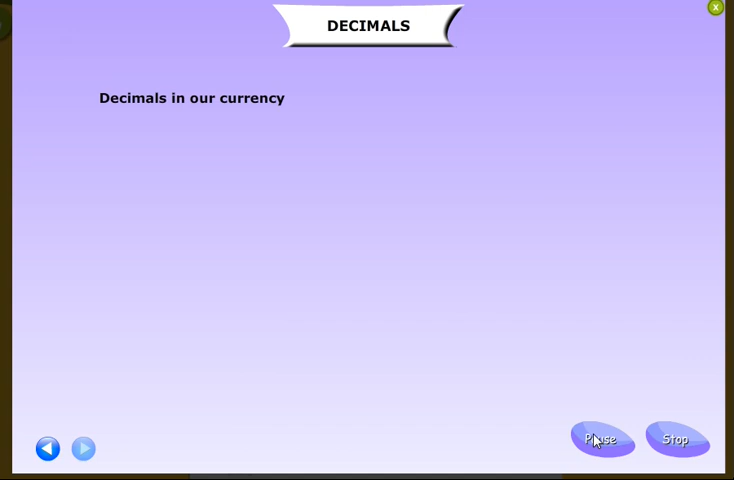 DECIMALS
X
Decimals in our currency
Pause
Stop